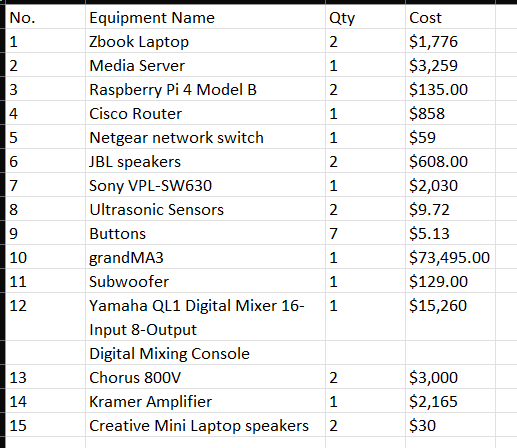 No. Equipment Name Qty Cost
1 Zbook Laptop 2 $1,776
2 Media Server 1 $3,259
3 Raspberry Pi 4 Model B 2 $135.00
4 Cisco Router 1 $858
5 Netgear network switch 1 $59
6 JBL speakers 2 $608.00
7 Sony VPL-SW630 1 $2,030
8 Ultrasonic Sensors 2 $9.72
9 Buttons 7 $5.13
10 grandMA3 1 $73,495.00
11 Subwoofer 1 $129.00
12 Yamaha QL1 Digital Mixer 16- 1 $15,260
Input 8-Output
Digital Mixing Console
13 Chorus 800V 2 $3,000
14 Kramer Amplifier 1 $2,165
15 Creative Mini Laptop speakers 2 $30